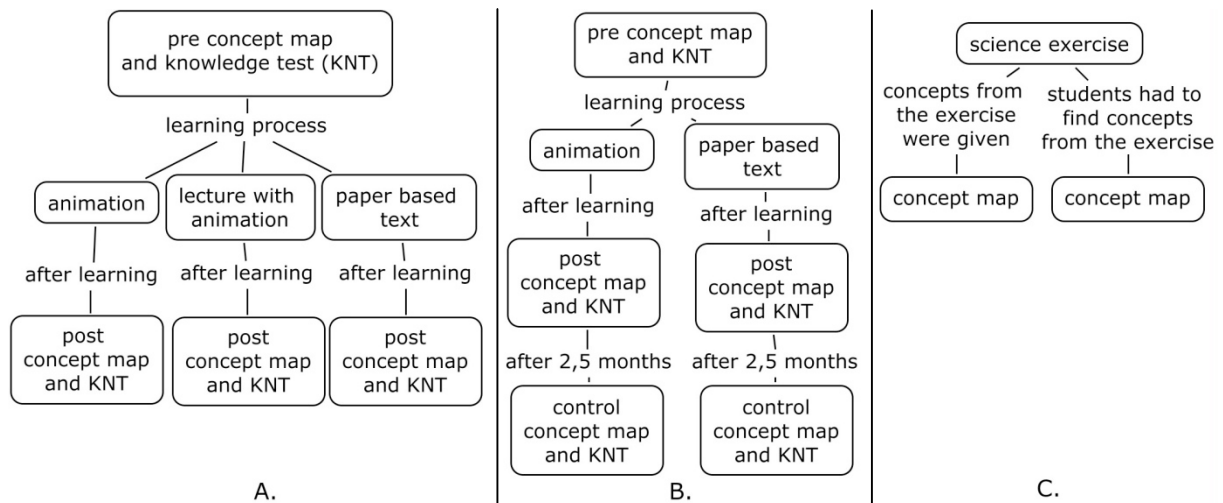 pre concept map
and knowledge test (KNT)
learning process
animation
lecture with
animation
paper based
text
after learning
after learning
after learning
post
concept map
and KNT
post
concept map
and KNT
post
concept map
and KNT
A.
pre concept map
and KNT
learning process
animation
paper based
text
after learning
after learning
post
concept map
and KNT
post
concept map
and KNT
after 2,5 months
after 2,5 months
control
concept map
and KNT
control
concept map
and KNT
B.
science exercise
concepts from
the exercise
were given
students had to
find concepts
from the exercise
concept map
concept map
C.